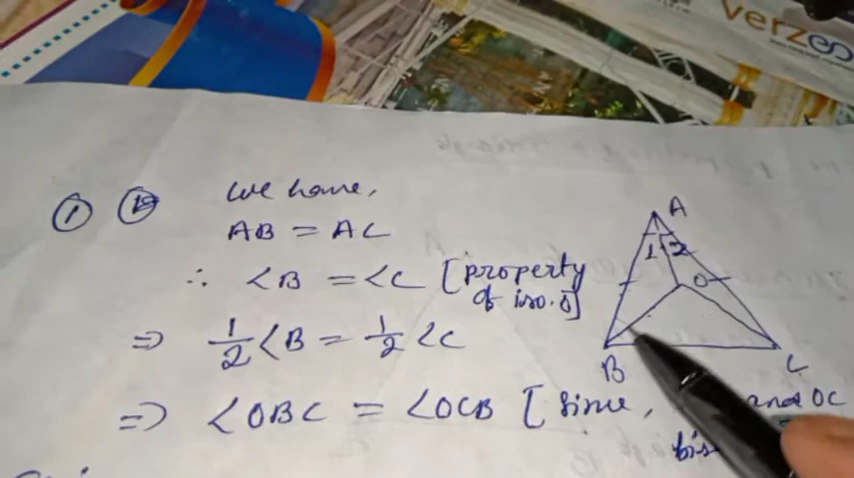 verzeo
① We have,
AB = AC
∴ <B = <C [property of iso. Δ]
⇒ 1/2 <B = 1/2 <C
⇒ <OBC = <OCB [since, and OC
A
1 2
O
B
C